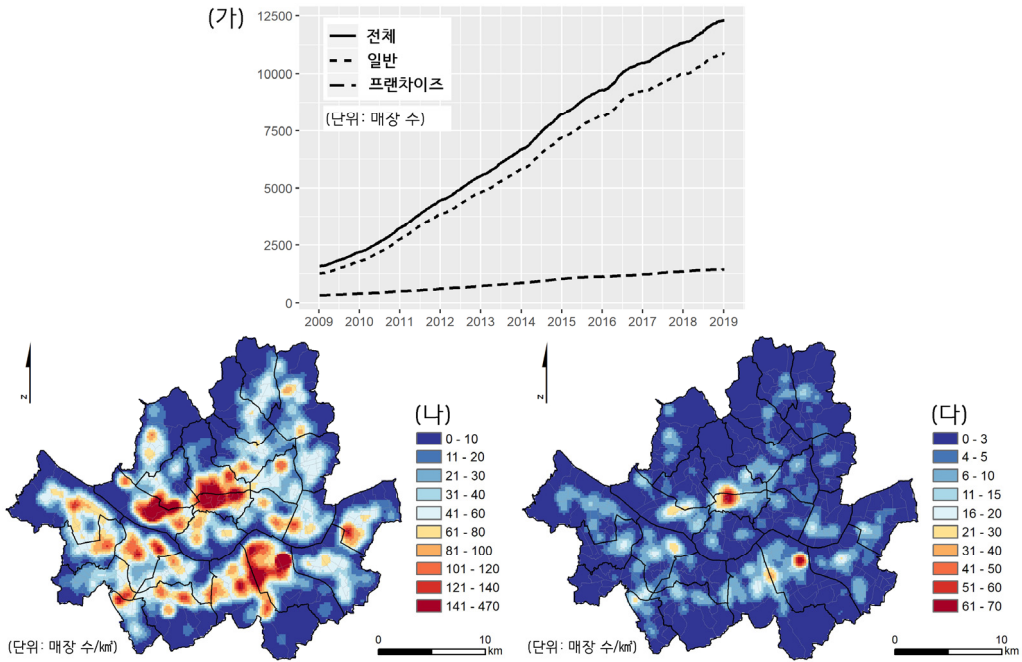 (가)
12500
10000
7500
5000
2500
0
전체
일반
프랜차이즈
(난위: 매상 수)
2009 2010 2011 2012 2013 2014 2015 2016 2017 2018 2019
z
(나)
0 - 10
11 - 20
21 - 30
31 - 40
41 - 60
61 - 80
81 - 100
101 - 120
121 - 140
141 - 470
(단위: 매장 수/㎢)
0 10
km
z
(다)
0 - 3
4 - 5
6 - 10
11 - 15
16 - 20
21 - 30
31 - 40
41 - 50
51 - 60
61 - 70
(단위: 매장 수/㎢)
0 10
km